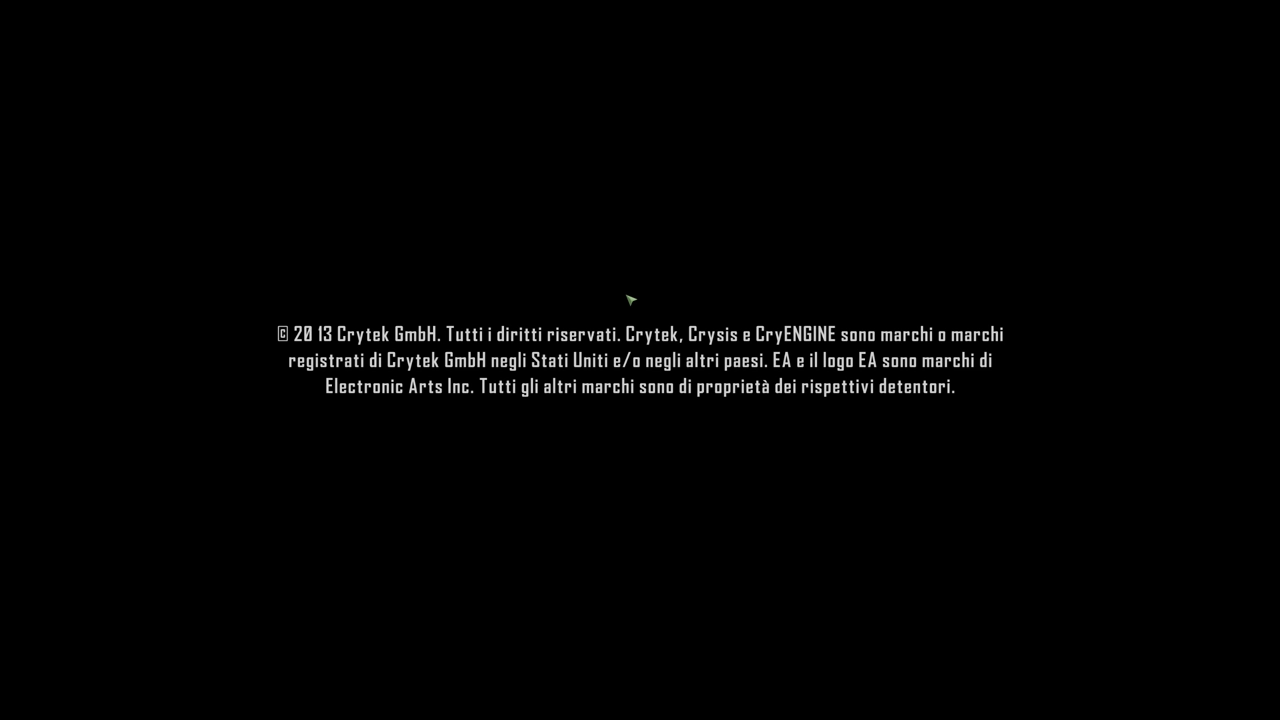 © 2013 Crytek GmbH. Tutti i diritti riservati. Crytek, Crysis e CryENGINE sono marchi o marchi
registrati di Crytek GmbH negli Stati Uniti e/o negli altri paesi. EA e il logo EA sono marchi di
Electronic Arts Inc. Tutti gli altri marchi sono di proprietà dei rispettivi detentori.